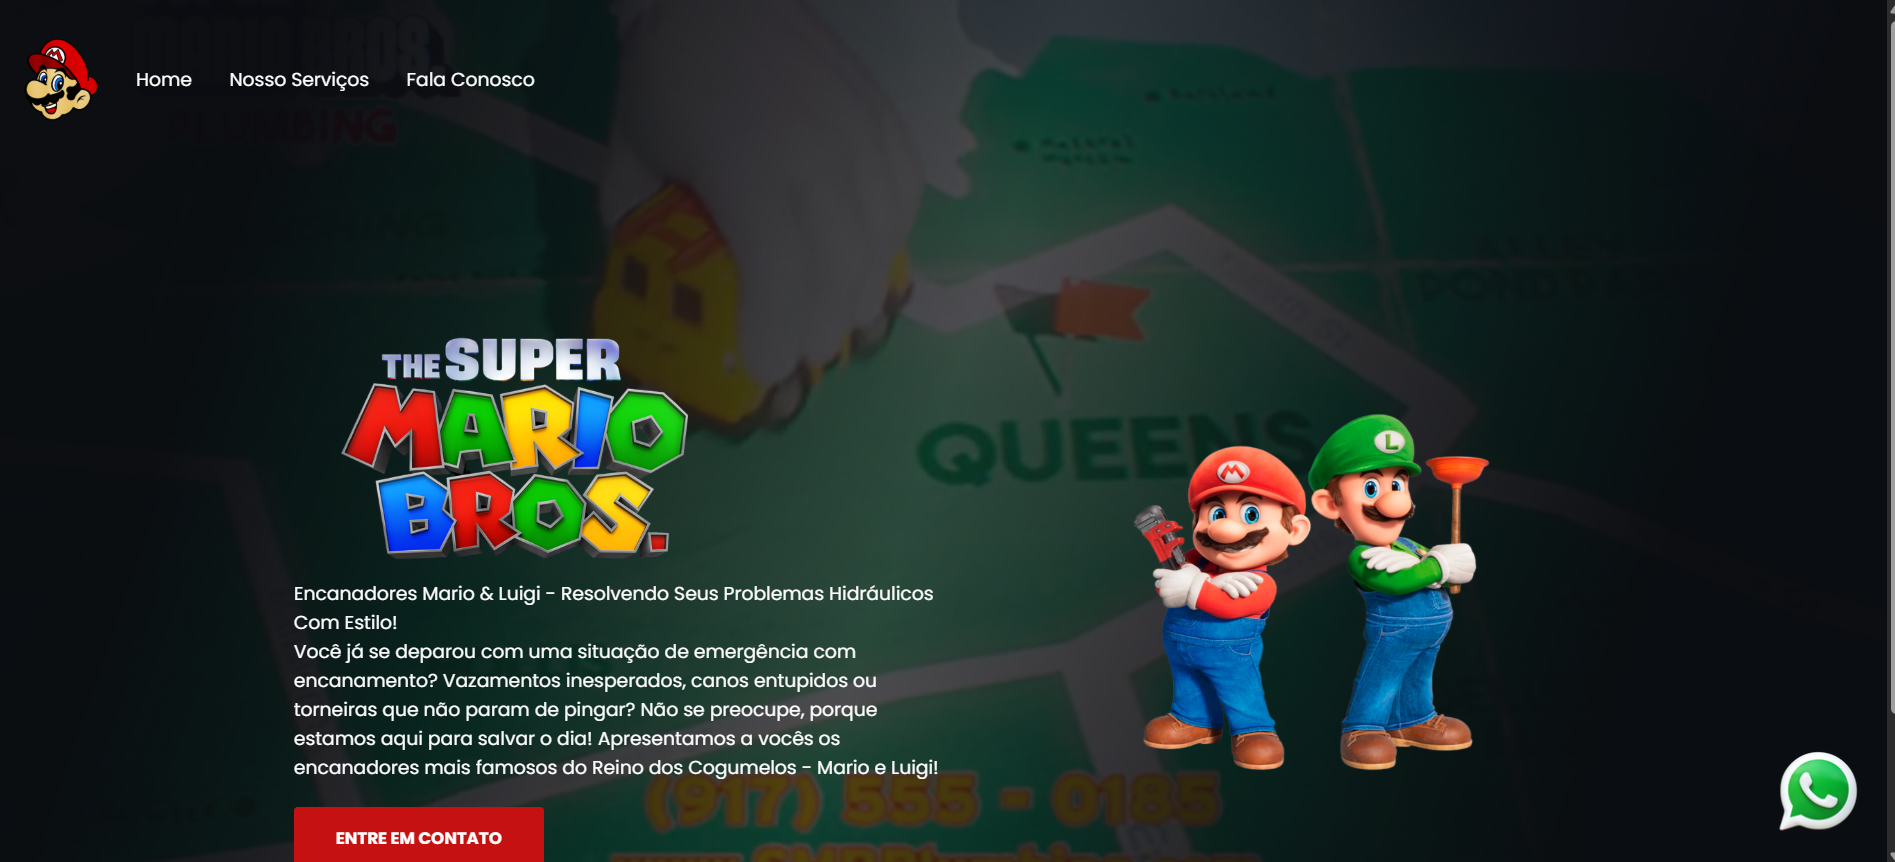 MARIO BROS.
PLUMBING
Home
Nosso Serviços
Fala Conosco
QUEENS
THE SUPER
MARIO
BROS.
M
L
Encanadores Mario & Luigi - Resolvendo Seus Problemas Hidráulicos
Com Estilo!
Você já se deparou com uma situação de emergência com
encanamento? Vazamentos inesperados, canos entupidos ou
torneiras que não param de pingar? Não se preocupe, porque
estamos aqui para salvar o dia! Apresentamos a vocês os
encanadores mais famosos do Reino dos Cogumelos - Mario e Luigi!
(917) 555 - 0185
ENTRE EM CONTATO